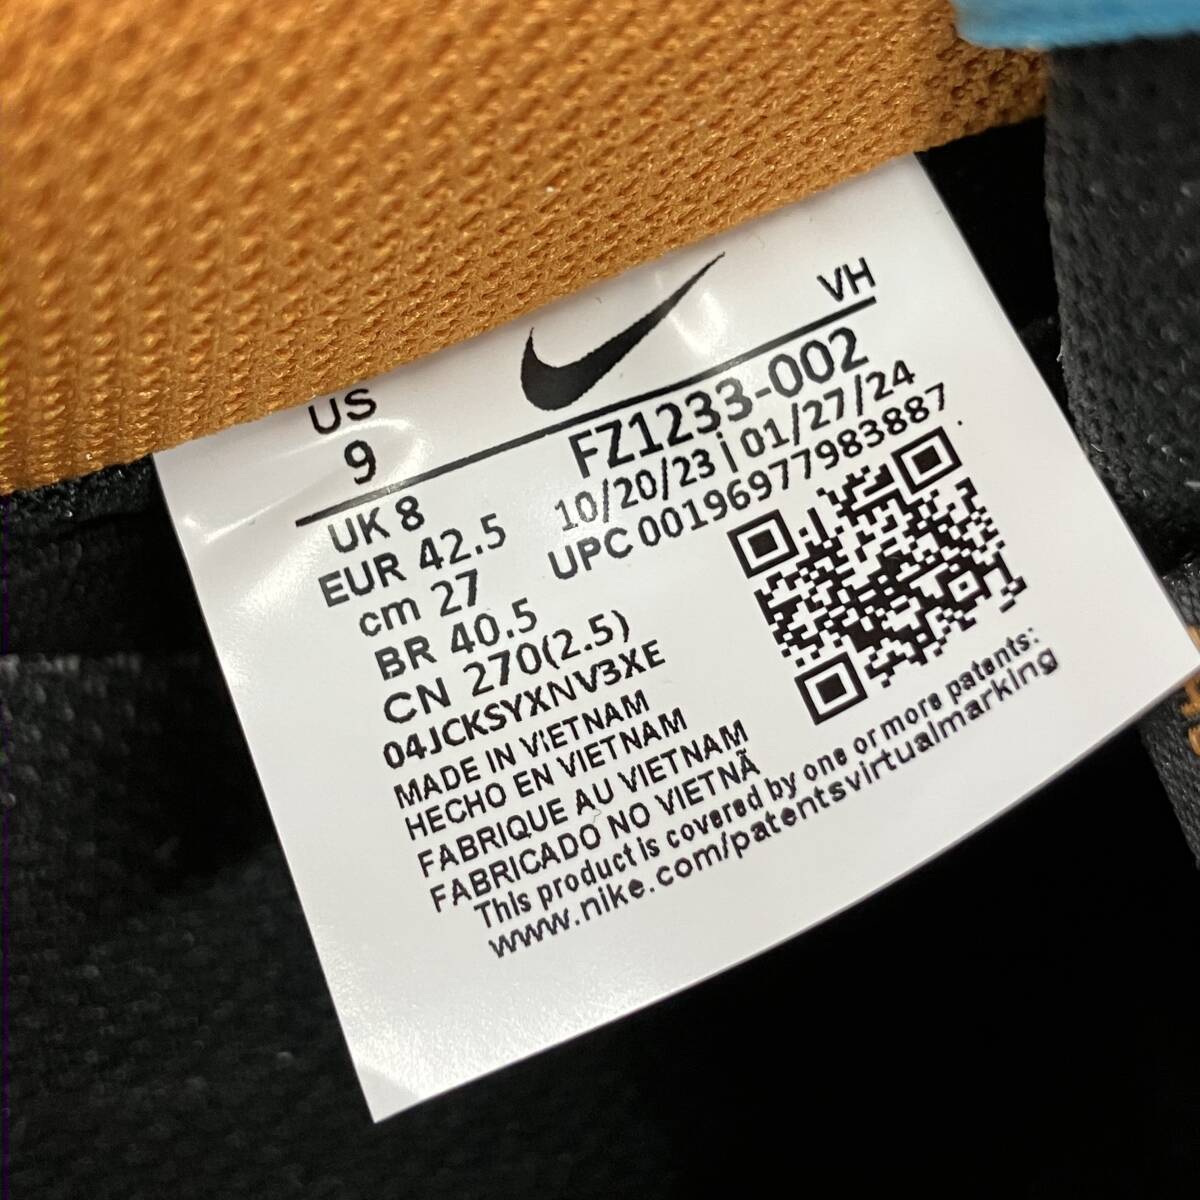 VH
US
9
FZ1233-002
10/20/23 | 01/27/24
UPC 00196977983887
UK 8
EUR 42.5
cm 27
BR 40.5
CN 270(2.5)
04JCKSYXNV3XE
MADE IN VIETNAM
HECHO EN VIETNAM
FABRIQUE AU VIETNAM
FABRICADO NO VIETNÃ
This product is covered by one or more patents:
www.nike.com/patentsvirtualmarking